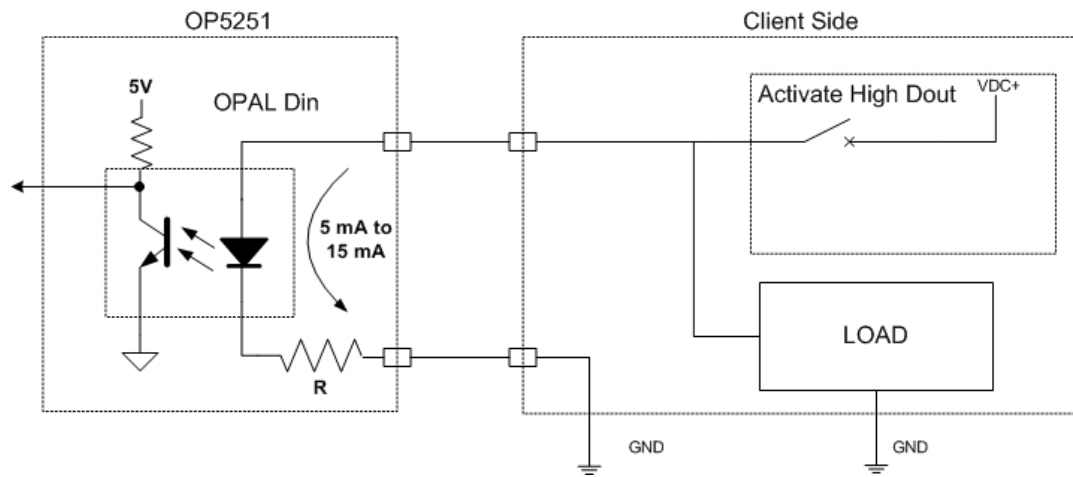 OP5251
Client Side
5V
OPAL Din
Activate High Dout
VDC+
5 mA to
15 mA
LOAD
R
GND
GND